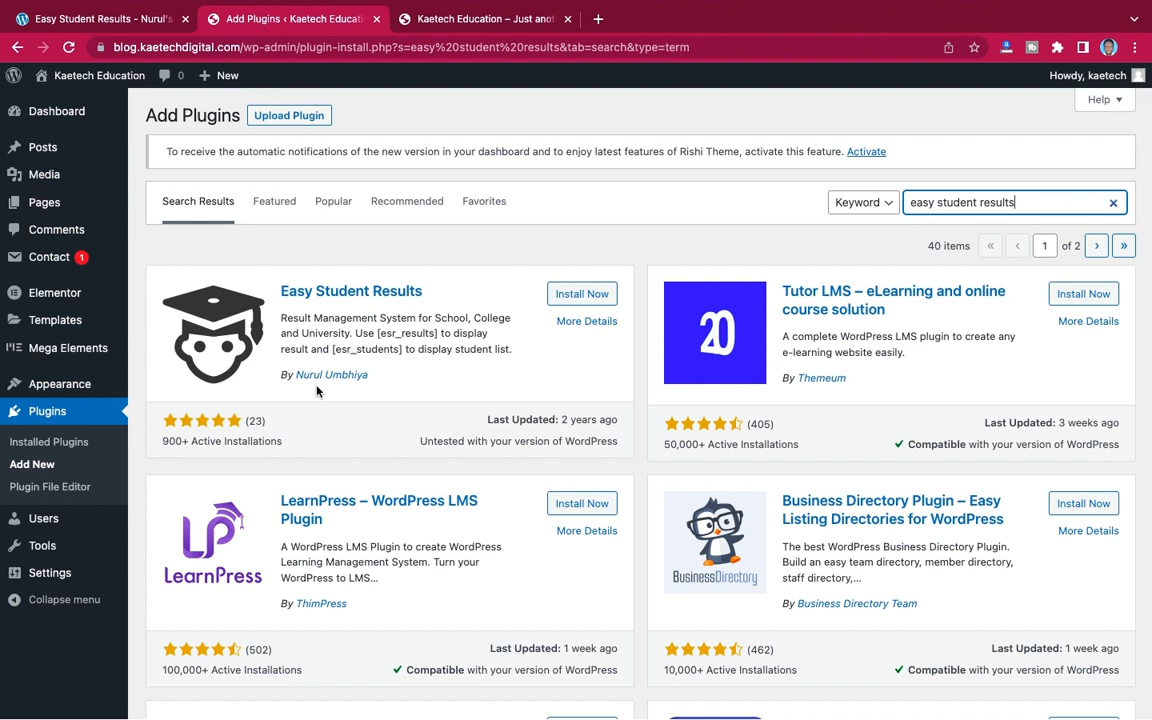 Easy Student Results - Nurul's
Add Plugins ‹ Kaetech Educati
Kaetech Education – Just anot
blog.kaetechdigital.com/wp-admin/plugin-install.php?s=easy%20student%20results&tab=search&type=term
Kaetech Education
0
New
Howdy, kaetech
Dashboard
Posts
Media
Pages
Comments
Contact 1
Elementor
Templates
Mega Elements
Appearance
Plugins
Installed Plugins
Add New
Plugin File Editor
Users
Tools
Settings
Collapse menu
Help
Add Plugins
Upload Plugin
To receive the automatic notifications of the new version in your dashboard and to enjoy latest features of Rishi Theme, activate this feature. Activate
Search Results
Featured
Popular
Recommended
Favorites
Keyword
easy student results
40 items « ‹ 1 of 2 › »
Easy Student Results
Install Now
More Details
Result Management System for School, College
and University. Use [esr_results] to display
result and [esr_students] to display student list.
By Nurul Umbhiya
(23)
Last Updated: 2 years ago
900+ Active Installations
Untested with your version of WordPress
20
Tutor LMS – eLearning and online
course solution
Install Now
More Details
A complete WordPress LMS plugin to create any
e-learning website easily.
By Themeum
(405)
Last Updated: 3 weeks ago
50,000+ Active Installations
Compatible with your version of WordPress
LP
LearnPress
LearnPress – WordPress LMS
Plugin
Install Now
More Details
A WordPress LMS Plugin to create WordPress
Learning Management System. Turn your
WordPress to LMS...
By ThimPress
(502)
Last Updated: 1 week ago
100,000+ Active Installations
Compatible with your version of WordPress
BusinessDirectory
Business Directory Plugin – Easy
Listing Directories for WordPress
Install Now
More Details
The best WordPress Business Directory Plugin.
Build an easy team directory, member directory,
staff directory,...
By Business Directory Team
(462)
Last Updated: 1 week ago
10,000+ Active Installations
Compatible with your version of WordPress